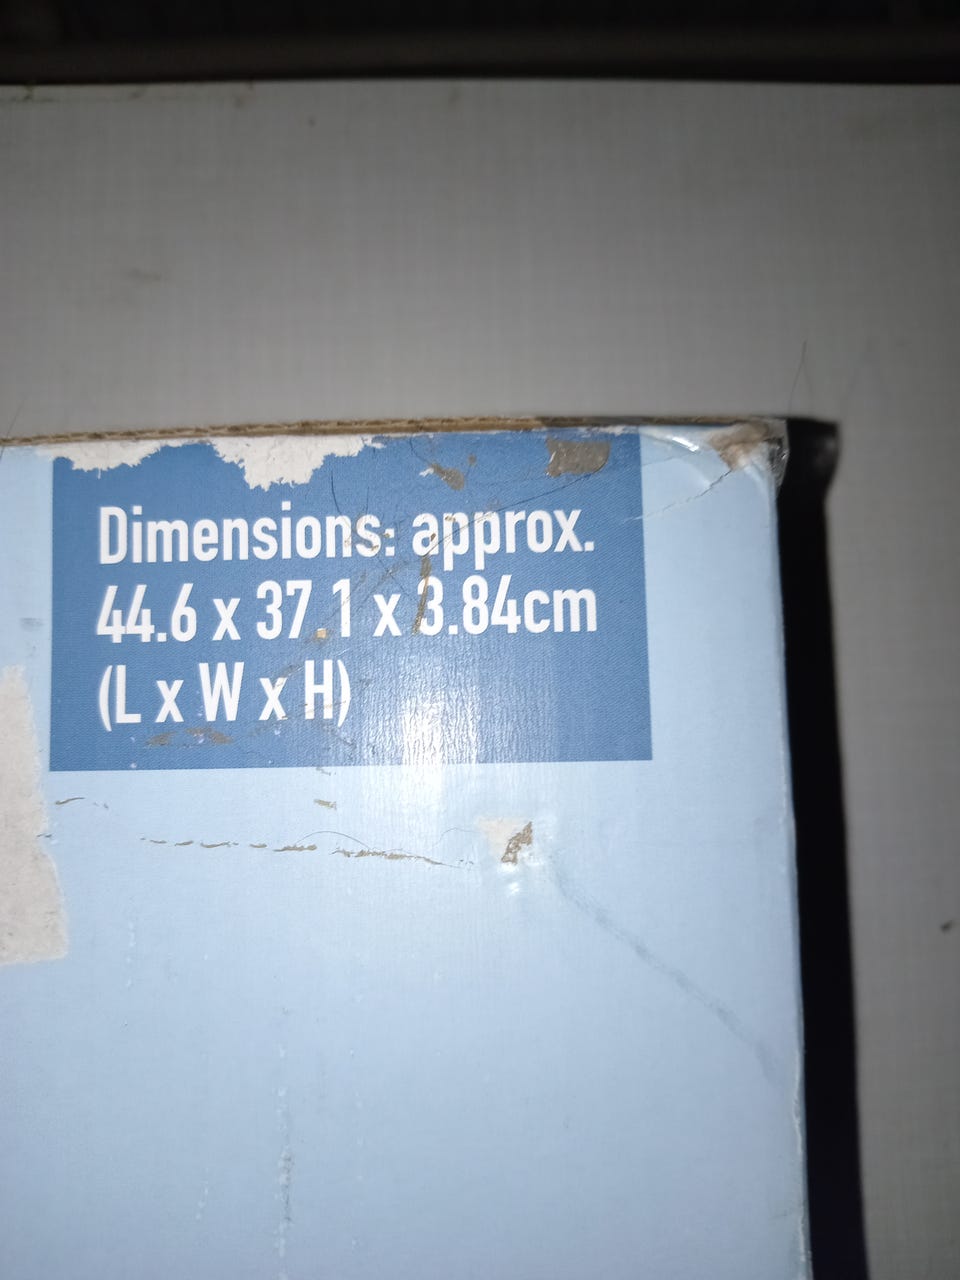 Dimensions: approx.
44.6 x 37.1 x 3.84cm
(L x W x H)